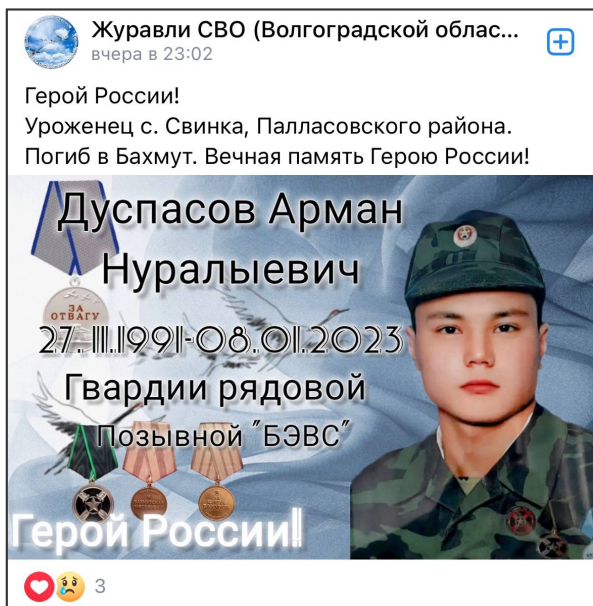 Журавли СВО (Волгоградской облас...
вчера в 23:02
Герой России!
Уроженец с. Свинка, Палласовского района.
Погиб в Бахмут. Вечная память Герою России!
Дуспасов Арман
Нуралыевич
ЗА
ОТВАГУ
27.III.1991-08.01.2023
Гвардии рядовой
Позывной "БЭВС"
Герой России!
3